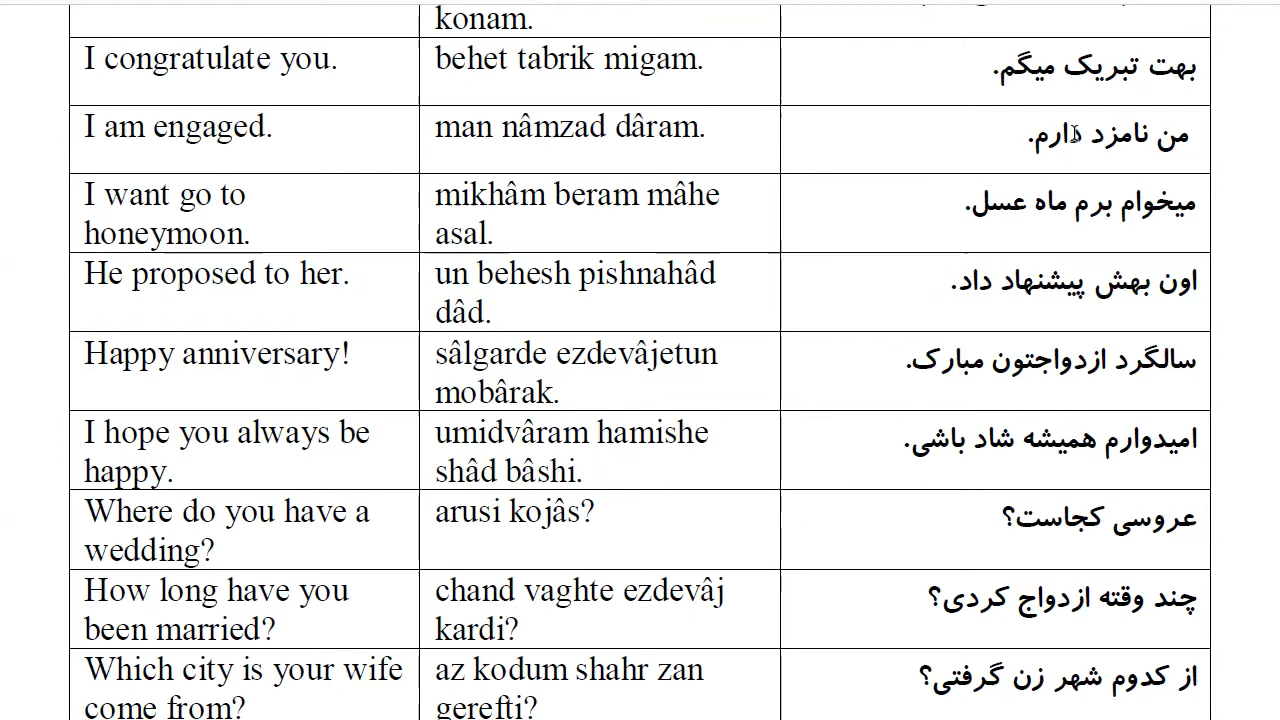 konam.
I congratulate you.
behet tabrik migam.
بهت تبریک میگم.
I am engaged.
man nâmzad dâram.
من نامزد دارم.
I want go to
honeymoon.
mikhâm beram mâhe
asal.
میخوام برم ماه عسل.
He proposed to her.
un behesh pishnahâd
dâd.
اون بهش پیشنهاد داد.
Happy anniversary!
sâlgarde ezdevâjetun
mobârak.
سالگرد ازدواجتون مبارک.
I hope you always be
happy.
umidvâram hamishe
shâd bâshi.
امیدوارم همیشه شاد باشی.
Where do you have a
wedding?
arusi kojâs?
عروسی کجاست؟
How long have you
been married?
chand vaghte ezdevâj
kardi?
چند وقته ازدواج کردی؟
Which city is your wife
come from?
az kodum shahr zan
gerefti?
از کدوم شهر زن گرفتی؟